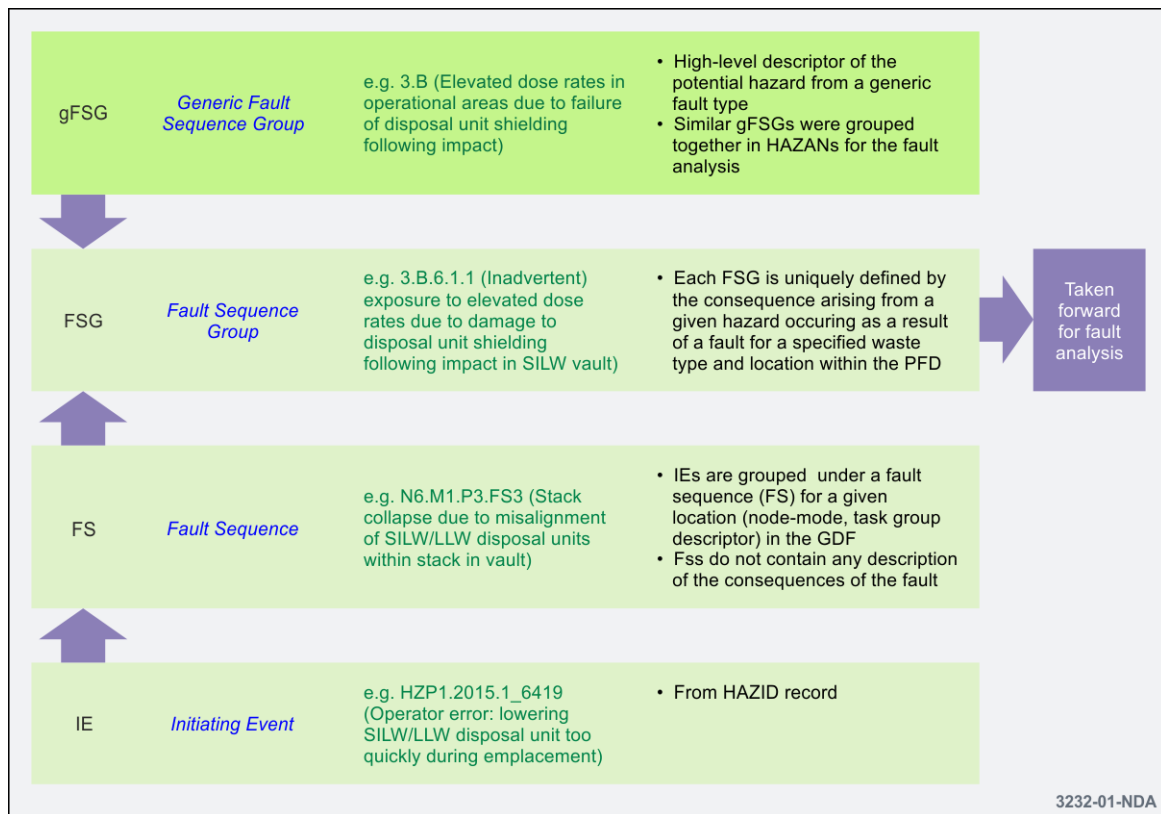 gFSG
Generic Fault
Sequence Group
e.g. 3.B (Elevated dose rates in
operational areas due to failure
of disposal unit shielding
following impact)
• High-level descriptor of the
potential hazard from a generic
fault type
• Similar gFSGs were grouped
together in HAZANs for the fault
analysis
FSG
Fault Sequence
Group
e.g. 3.B.6.1.1 (Inadvertent)
exposure to elevated dose
rates due to damage to
disposal unit shielding
following impact in SILW vault)
• Each FSG is uniquely defined by
the consequence arising from a
given hazard occuring as a result
of a fault for a specified waste
type and location within the PFD
Taken
forward
for fault
analysis
FS
Fault Sequence
e.g. N6.M1.P3.FS3 (Stack
collapse due to misalignment
of SILW/LLW disposal units
within stack in vault)
• IEs are grouped under a fault
sequence (FS) for a given
location (node-mode, task group
descriptor) in the GDF
• Fss do not contain any description
of the consequences of the fault
IE
Initiating Event
e.g. HZP1.2015.1_6419
(Operator error: lowering
SILW/LLW disposal unit too
quickly during emplacement)
• From HAZID record
3232-01-NDA